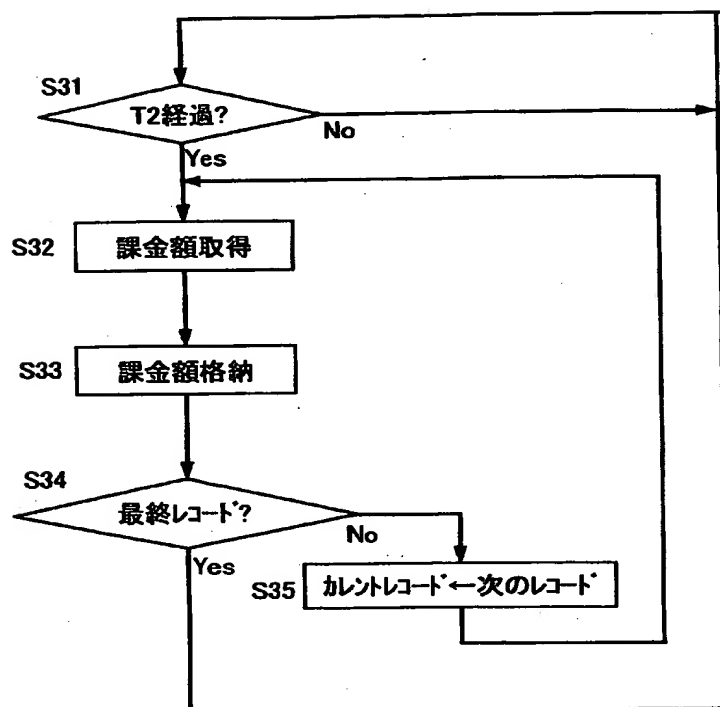 S31
T2経過?
No
Yes
S32
課金額取得
S33
課金額格納
S34
最終ﾚｺｰﾄﾞ?
No
Yes
S35
ｶﾚﾝﾄﾚｺｰﾄﾞ←次のﾚｺｰﾄﾞ